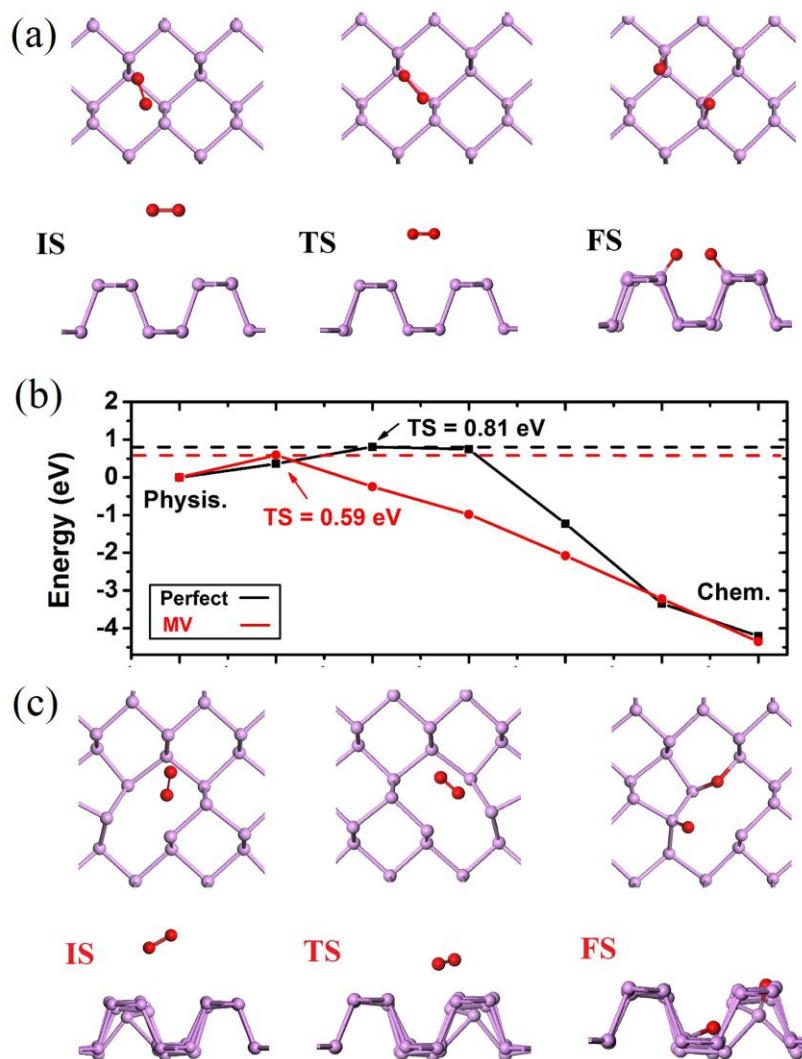 (a)
IS TS FS
(b)
2
1
0
-1
-2
-3
-4
Energy (eV)
TS = 0.81 eV
Physis.
TS = 0.59 eV
Chem.
Perfect
MV
(c)
IS TS FS